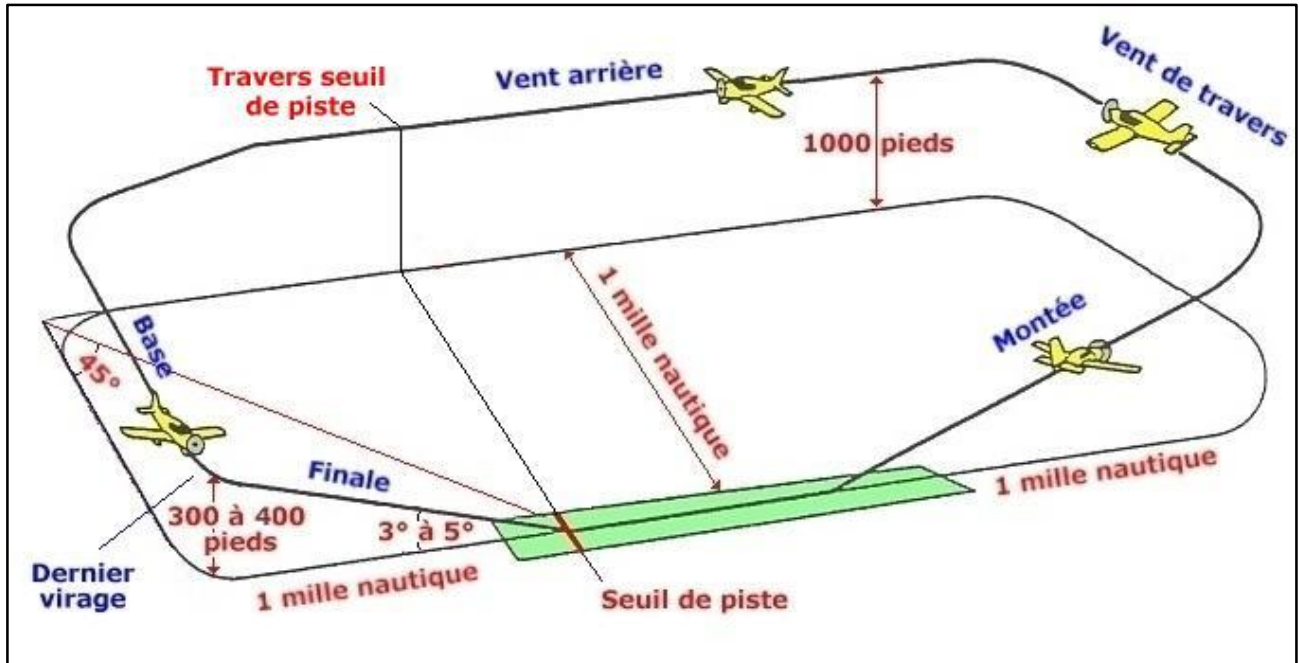 Vent de travers
Vent arrière
Travers seuil
de piste
1000 pieds
1 mille nautique
Montée
Base
45°
Finale
300 à 400
pieds
3° à 5°
1 mille nautique
Dernier
virage
1 mille nautique
Seuil de piste